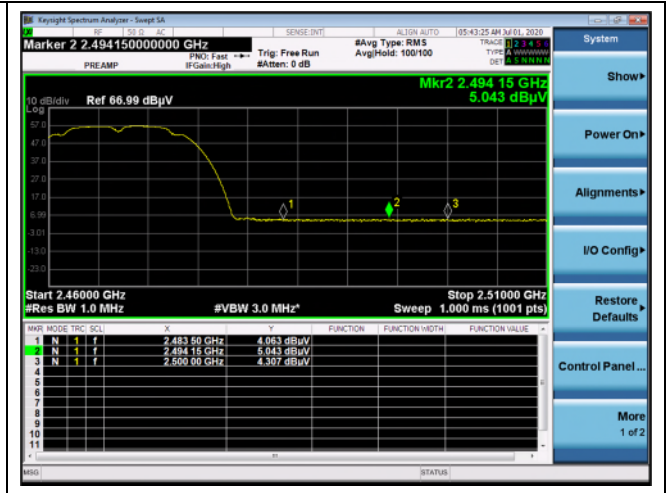 Keysight Spectrum Analyzer - Swept SA
RF 50 Ω AC SENSE:INT ALIGN AUTO 05:43:25 AM Jul 01, 2020
Marker 2 2.494150000000 GHz #Avg Type: RMS TRACE 1 2 3 4 5 6
PNO: Fast Trig: Free Run Avg|Hold: 100/100 TYPE A WWWWW
PREAMP IFGain:High #Atten: 0 dB DET A S N N N N
Mkr2 2.494 15 GHz
5.043 dBµV
10 dB/div Ref 66.99 dBµV
Log
57.0
47.0
37.0
27.0
17.0
6.99
-3.01
-13.0
-23.0
1
2
3
Start 2.46000 GHz Stop 2.51000 GHz
#Res BW 1.0 MHz #VBW 3.0 MHz* Sweep 1.000 ms (1001 pts)
MKR MODE TRC SCL X Y FUNCTION FUNCTION WIDTH FUNCTION VALUE
1 N 1 f 2.483 50 GHz 4.063 dBµV
2 N 1 f 2.494 15 GHz 5.043 dBµV
3 N 1 f 2.500 00 GHz 4.307 dBµV
4
5
6
7
8
9
10
11
MSG STATUS
System
Show
Power On
Alignments
I/O Config
Restore
Defaults
Control Panel...
More
1 of 2